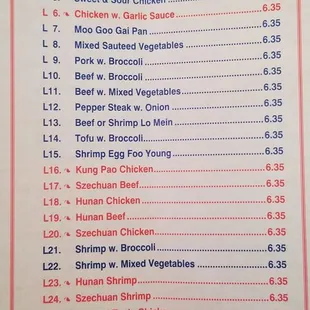 Sweet & Sour Chicken
L 6. Chicken w. Garlic Sauce 6.35
L 7. Moo Goo Gai Pan 6.35
L 8. Mixed Sauteed Vegetables 6.35
L 9. Pork w. Broccoli 6.35
L10. Beef w. Broccoli 6.35
L11. Beef w. Mixed Vegetables 6.35
L12. Pepper Steak w. Onion 6.35
L13. Beef or Shrimp Lo Mein 6.35
L14. Tofu w. Broccoli 6.35
L15. Shrimp Egg Foo Young 6.35
L16. Kung Pao Chicken 6.35
L17. Szechuan Beef 6.35
L18. Hunan Chicken 6.35
L19. Hunan Beef 6.35
L20. Szechuan Chicken 6.35
L21. Shrimp w. Broccoli 6.35
L22. Shrimp w. Mixed Vegetables 6.35
L23. Hunan Shrimp 6.35
L24. Szechuan Shrimp 6.35